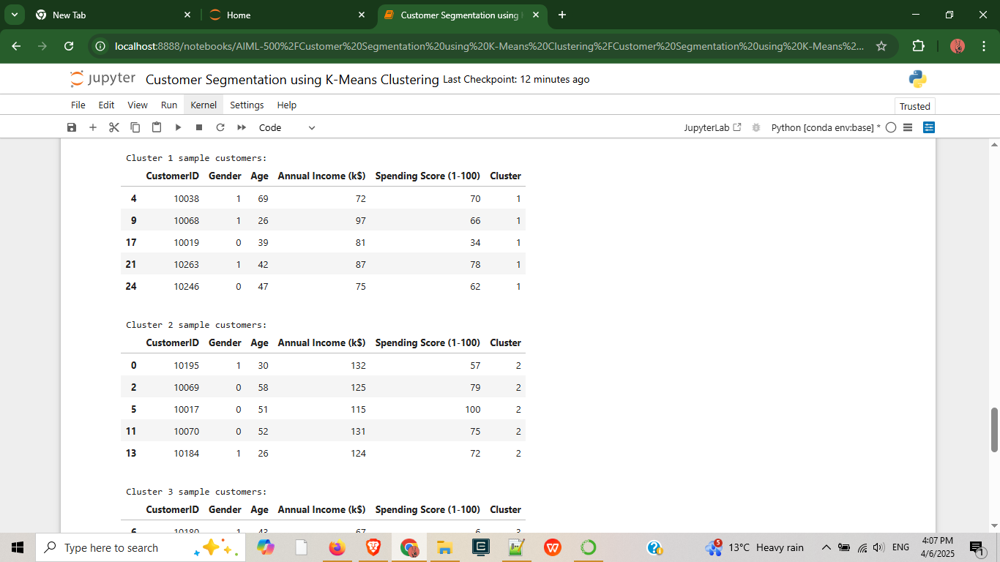 New Tab
Home
Customer Segmentation using
localhost:8888/notebooks/AIML-500%2FCustomer%20Segmentation%20using%20K-Means%20Clustering%2FCustomer%20Segmentation%20using%20K-Means%2...
jupyter Customer Segmentation using K-Means Clustering Last Checkpoint: 12 minutes ago
File Edit View Run Kernel Settings Help Trusted
Code JupyterLab Python [conda env:base] *
Cluster 1 sample customers:
CustomerID Gender Age Annual Income (k$) Spending Score (1-100) Cluster
4 10038 1 69 72 70 1
9 10068 1 26 97 66 1
17 10019 0 39 81 34 1
21 10263 1 42 87 78 1
24 10246 0 47 75 62 1
Cluster 2 sample customers:
CustomerID Gender Age Annual Income (k$) Spending Score (1-100) Cluster
0 10195 1 30 132 57 2
2 10069 0 58 125 79 2
5 10017 0 51 115 100 2
11 10070 0 52 131 75 2
13 10184 1 26 124 72 2
Cluster 3 sample customers:
CustomerID Gender Age Annual Income (k$) Spending Score (1-100) Cluster
Type here to search
5
13°C Heavy rain
ENG
4:07 PM
4/6/2025
1